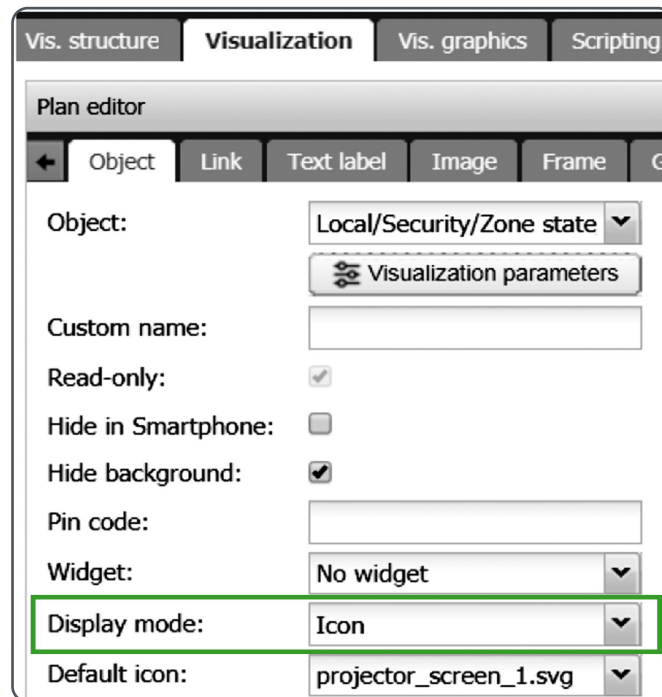 Vis. structure Visualization Vis. graphics Scripting
Plan editor
Object Link Text label Image Frame
Object: Local/Security/Zone state
Visualization parameters
Custom name:
Read-only:
Hide in Smartphone:
Hide background:
Pin code:
Widget: No widget
Display mode: Icon
Default icon: projector_screen_1.svg